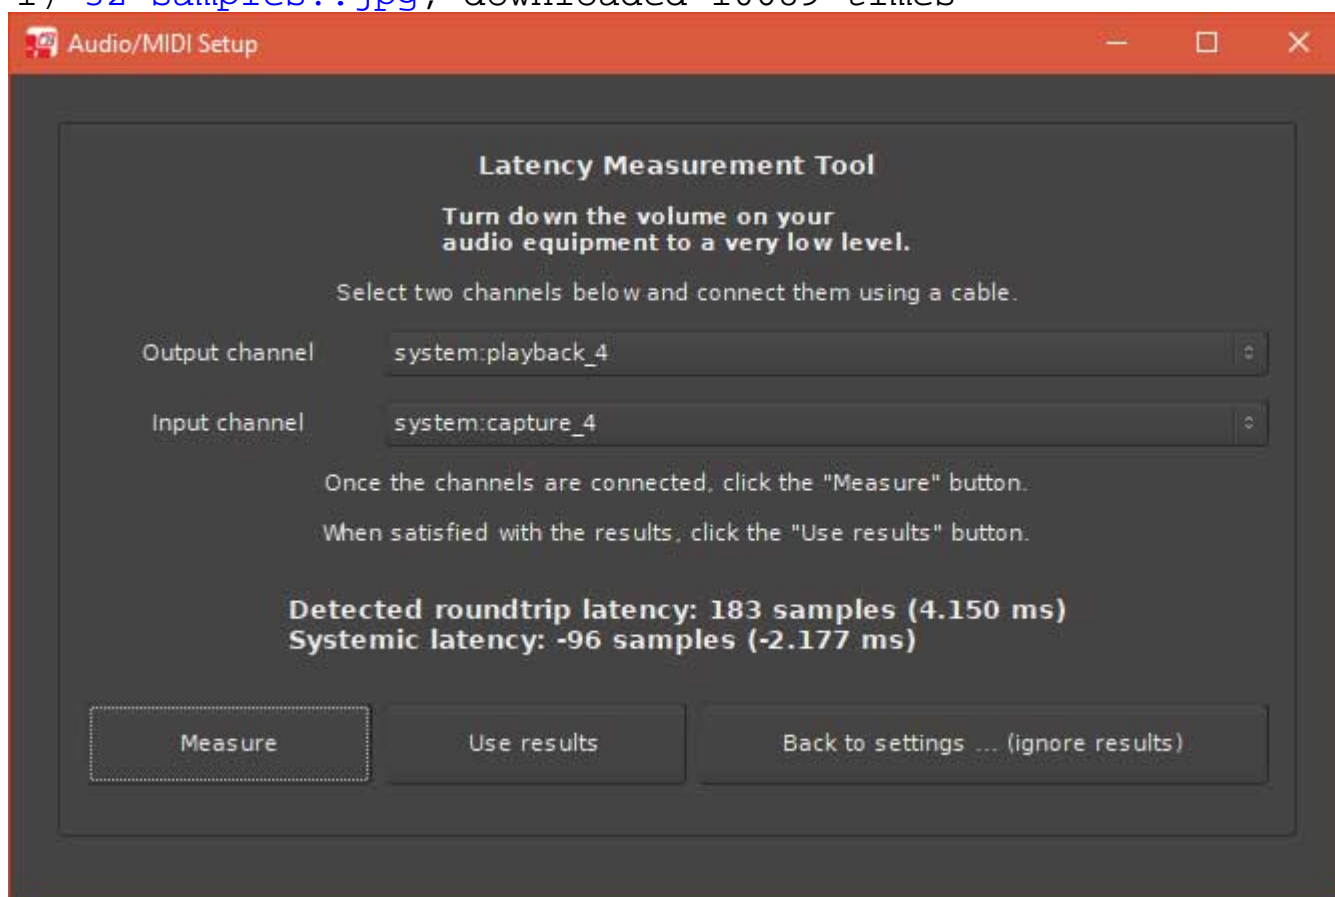 Audio/MIDI Setup
Latency Measurement Tool
Turn down the volume on your
audio equipment to a very low level.
Select two channels below and connect them using a cable.
Output channel system:playback_4
Input channel system:capture_4
Once the channels are connected, click the "Measure" button.
When satisfied with the results, click the "Use results" button.
Detected roundtrip latency: 183 samples (4.150 ms)
Systemic latency: -96 samples (-2.177 ms)
Measure Use results Back to settings ... (ignore results)